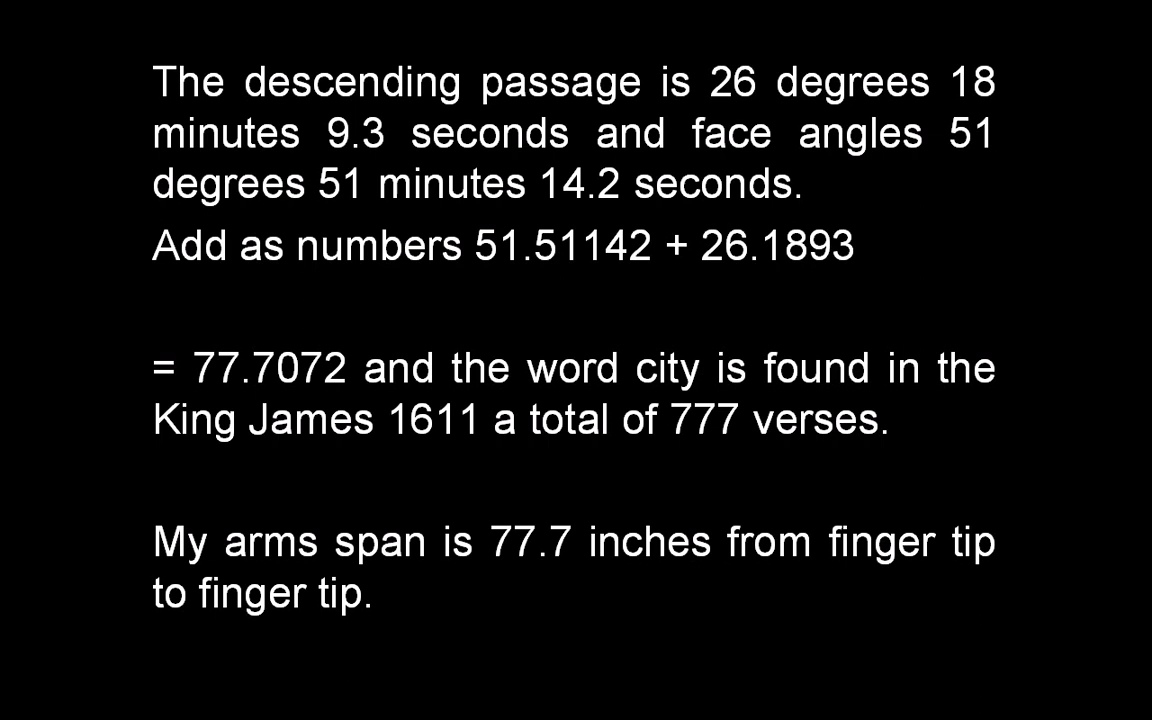 The descending passage is 26 degrees 18
minutes 9.3 seconds and face angles 51
degrees 51 minutes 14.2 seconds.
Add as numbers 51.51142 + 26.1893
= 77.7072 and the word city is found in the
King James 1611 a total of 777 verses.
My arms span is 77.7 inches from finger tip
to finger tip.